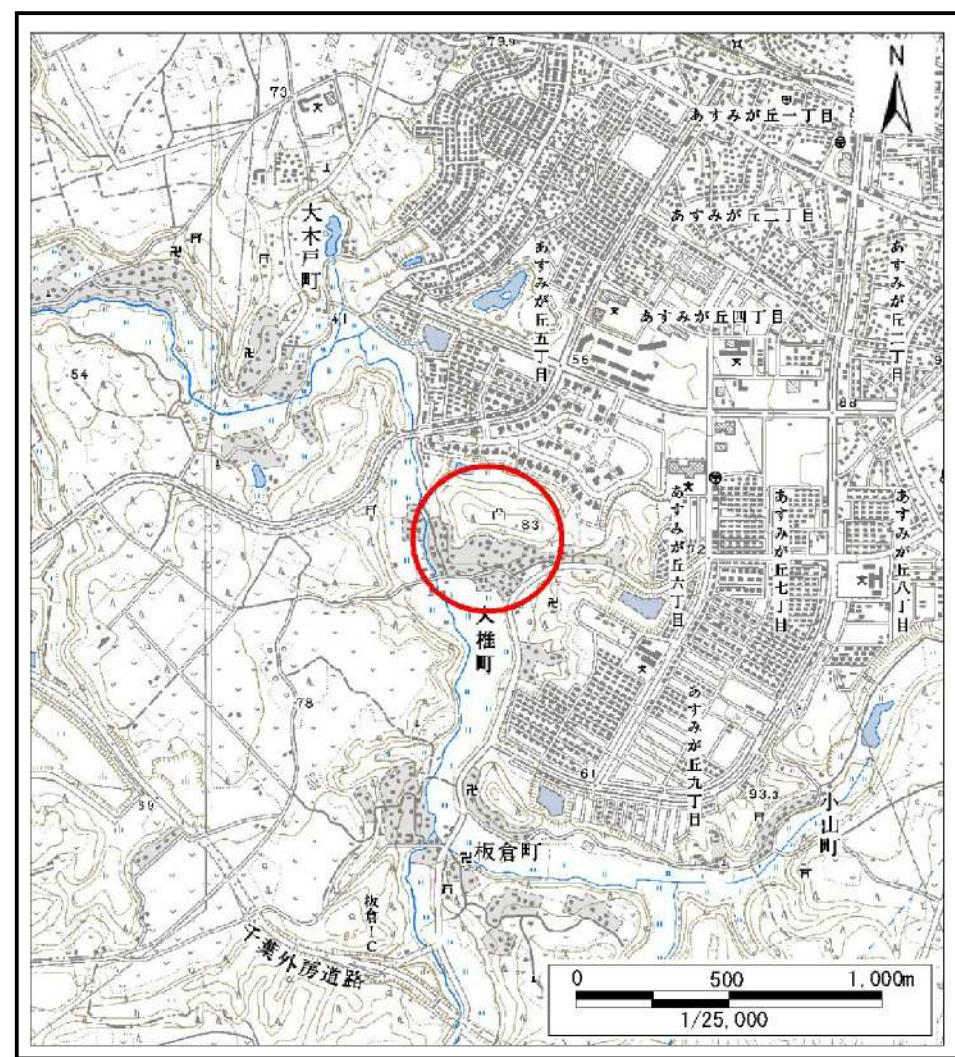 79.9
N
73
あすみが丘一丁目
大木戸町
あすみが丘二丁目
あすみが丘五丁目
あすみが丘二丁目
あすみが丘四丁目
41
56
54
88
83
あすみが丘六丁目
あすみが丘七丁目
あすみが丘八丁目
大椎町
78
あすみが丘九丁目
61
69
93.3
小山町
板倉町
板倉IC
千葉外房道路
0 500 1,000m
1/25,000